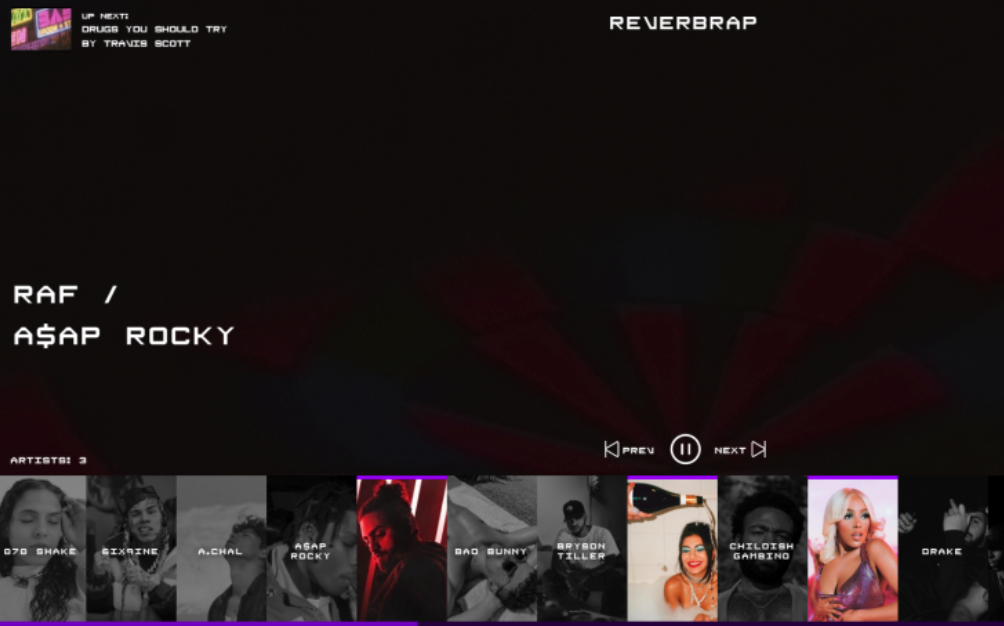 UP NEXT:
DRUGS YOU SHOULD TRY
BY TRAVIS SCOTT
REVERBRAP
RAF /
A$AP ROCKY
PREV
NEXT
ARTISTS: 3
070 SHAKE
6IX9INE
A.CHAL
A$AP
ROCKY
BAD BUNNY
BRYSON
TILLER
CHILDISH
GAMBINO
DRAKE